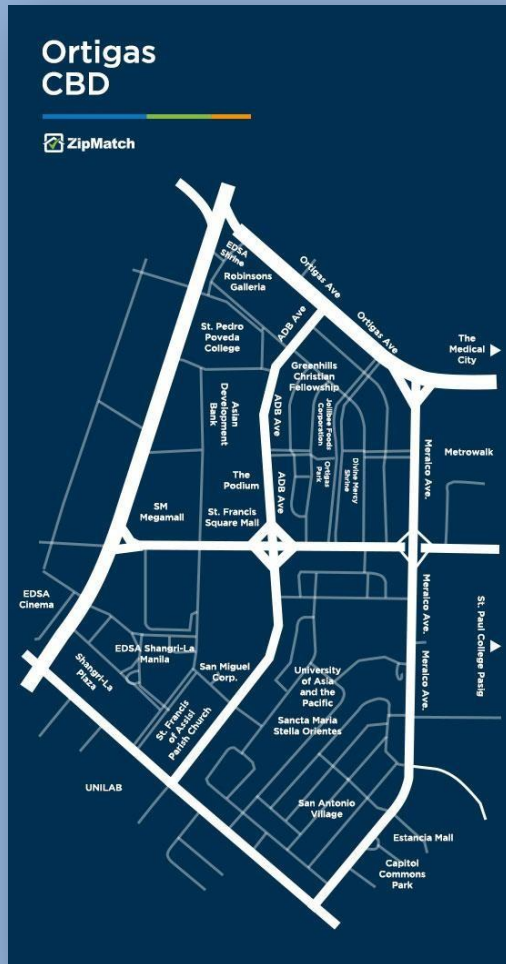 Ortigas
CBD
ZipMatch
EDSA
Shrine
Robinsons
Galleria
Ortigas Ave
Ortigas Ave
ADB Ave
St. Pedro
Poveda
College
The
Medical
City
Greenhills
Christian
Fellowship
Asian
Development
Bank
ADB Ave
Jollibee Foods
Corporation
Meralco Ave.
Metrowalk
The
Podium
ADB Ave
Ortigas
Park
Divine Mercy
Shrine
SM
Megamall
St. Francis
Square Mall
EDSA
Cinema
Meralco Ave.
St. Paul College Pasig
EDSA Shangri-La
Manila
Shangri-La
Plaza
San Miguel
Corp.
University
of Asia
and the
Pacific
Meralco Ave.
St. Francis
of Assisi
Parish Church
Sancta Maria
Stella Orientes
UNILAB
San Antonio
Village
Estancia Mall
Capitol
Commons
Park